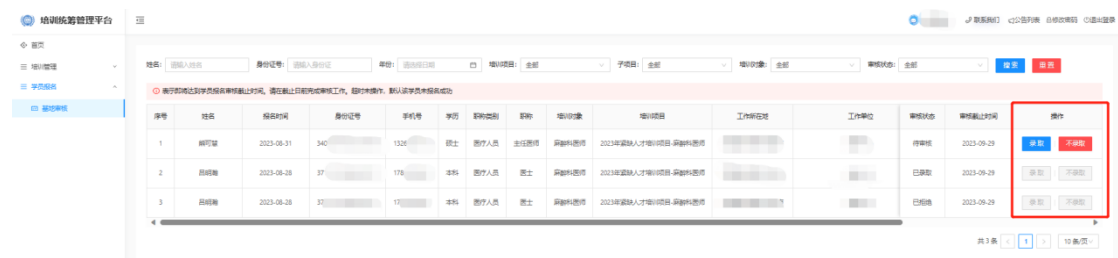 培训统筹管理平台
联系我们 公告列表 修改密码 退出登录
首页
培训管理
学员报名
基地审核
姓名: 请输入姓名 身份证号: 请输入身份证 年份: 请选择日期 培训项目: 全部 子项目: 全部 培训对象: 全部 审核状态: 全部 搜 索 重 置
表示即将达到学员报名审核截止时间。请在截止日前完成审核工作。超时未操作，默认该学员未报名成功
序号 姓名 报名时间 身份证号 手机号 学历 职称类别 职称 培训对象 培训项目 工作所在地 工作单位 审核状态 审核截止时间 操作
1 2023-08-31 340 1326 硕士 医疗人员 主任医师 麻醉科医师 2023年紧缺人才培训项目-麻醉科医师 待审核 2023-09-29 录 取 不录取
2 吕明瀚 2023-08-28 37 178 本科 医疗人员 医士 麻醉科医师 2023年紧缺人才培训项目-麻醉科医师 已录取 2023-09-29 录 取 不录取
3 吕明瀚 2023-08-28 37 17 本科 医疗人员 医士 麻醉科医师 2023年紧缺人才培训项目-麻醉科医师 已拒绝 2023-09-29 录 取 不录取
共 3 条 1 10 条/页